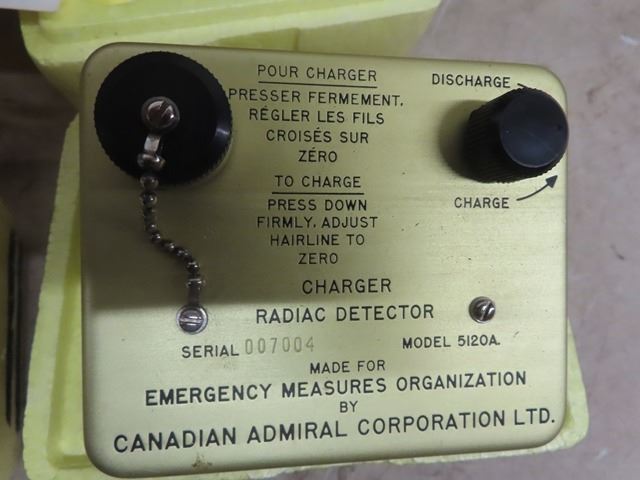 POUR CHARGER
PRESSER FERMEMENT,
RÉGLER LES FILS
CROISÉS SUR
ZÉRO
TO CHARGE
PRESS DOWN
FIRMLY, ADJUST
HAIRLINE TO
ZERO
DISCHARGE
CHARGE
CHARGER
RADIAC DETECTOR
SERIAL 007004 MODEL 5120A.
MADE FOR
EMERGENCY MEASURES ORGANIZATION
BY
CANADIAN ADMIRAL CORPORATION LTD.